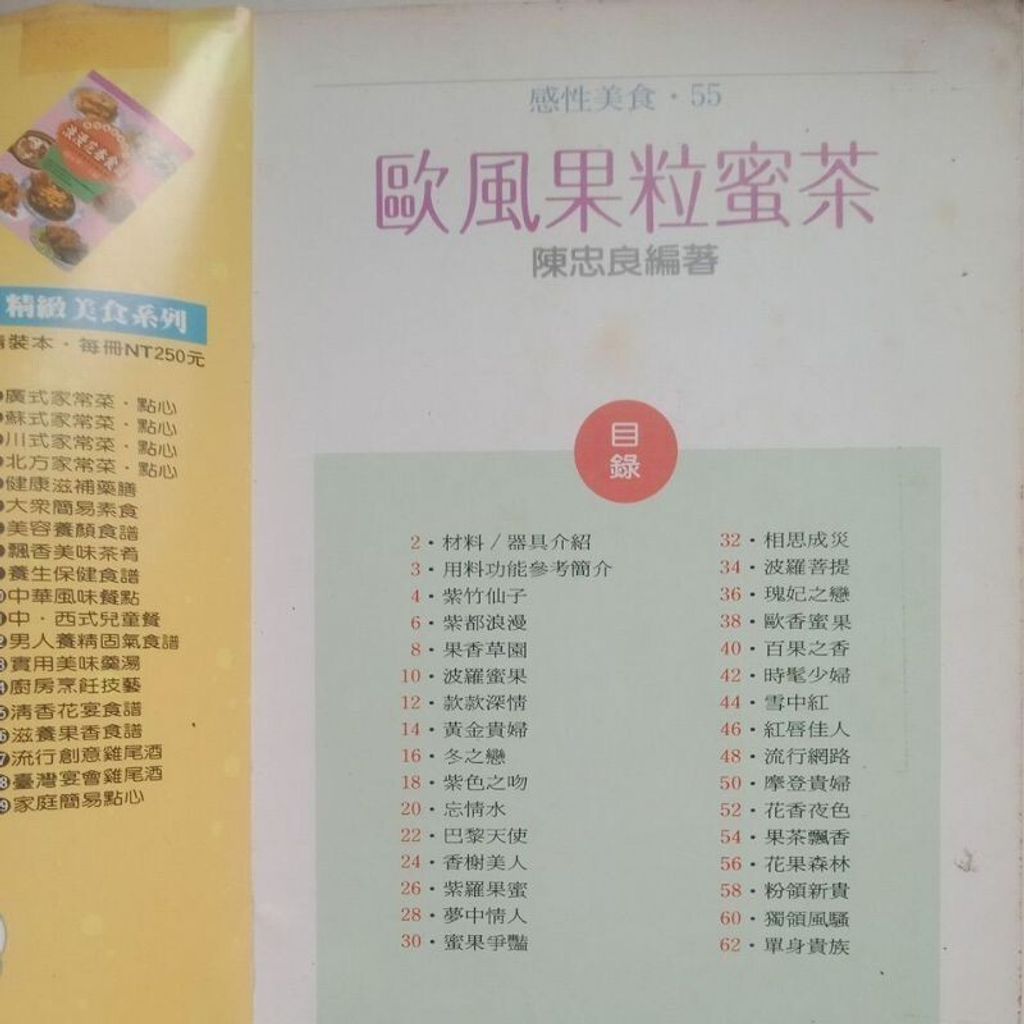 浪漫五春食
精緻美食系列
裝本·每冊NT250元
廣式家常菜·點心
蘇式家常菜·點心
川式家常菜·點心
北方家常菜·點心
健康滋補藥膳
大眾簡易素食
美容養顏食譜
飄香美味茶肴
養生保健食譜
中華風味餐點
中·西式兒童餐
男人養精固氣食譜
實用美味羹湯
廚房烹飪技藝
清香花宴食譜
滋養果香食譜
流行創意雞尾酒
臺灣宴會雞尾酒
家庭簡易點心
感性美食·55
歐風果粒蜜茶
陳忠良編著
目錄
2·材料/器具介紹
3·用料功能參考簡介
4·紫竹仙子
6·紫都浪漫
8·果香草園
10·波羅蜜果
12·款款深情
14·黃金貴婦
16·冬之戀
18·紫色之吻
20·忘情水
22·巴黎天使
24·香榭美人
26·紫羅果蜜
28·夢中情人
30·蜜果爭豔
32·相思成災
34·波羅菩提
36·瑰妃之戀
38·歐香蜜果
40·百果之香
42·時髦少婦
44·雪中紅
46·紅唇佳人
48·流行網路
50·摩登貴婦
52·花香夜色
54·果茶飄香
56·花果森林
58·粉領新貴
60·獨領風騷
62·單身貴族